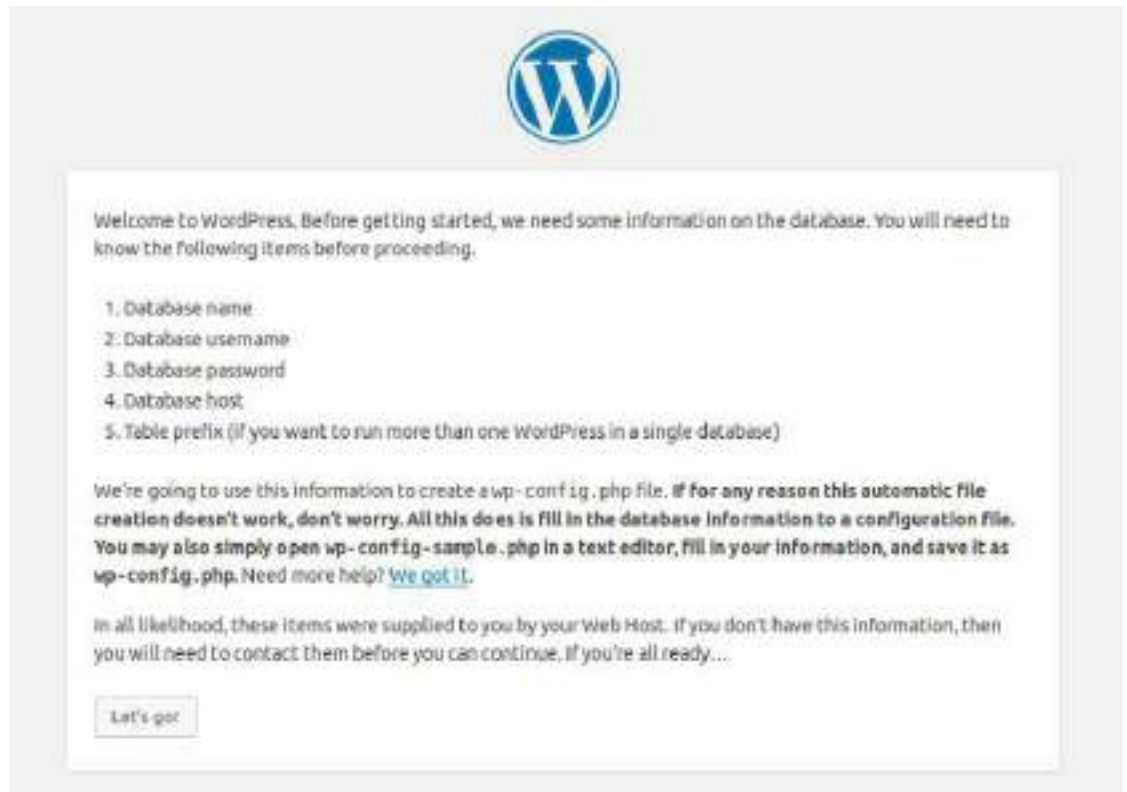 Welcome to WordPress. Before getting started, we need some information on the database. You will need to
know the following items before proceeding.
1. Database name
2. Database username
3. Database password
4. Database host
5. Table prefix (if you want to run more than one WordPress in a single database)
We're going to use this information to create a wp-config.php file. If for any reason this automatic file
creation doesn't work, don't worry. All this does is fill in the database information to a configuration file.
You may also simply open wp-config-sample.php in a text editor, fill in your information, and save it as
wp-config.php. Need more help? We got it.
In all likelihood, these items were supplied to you by your Web Host. If you don't have this information, then
you will need to contact them before you can continue. If you're all ready…
Let's go!